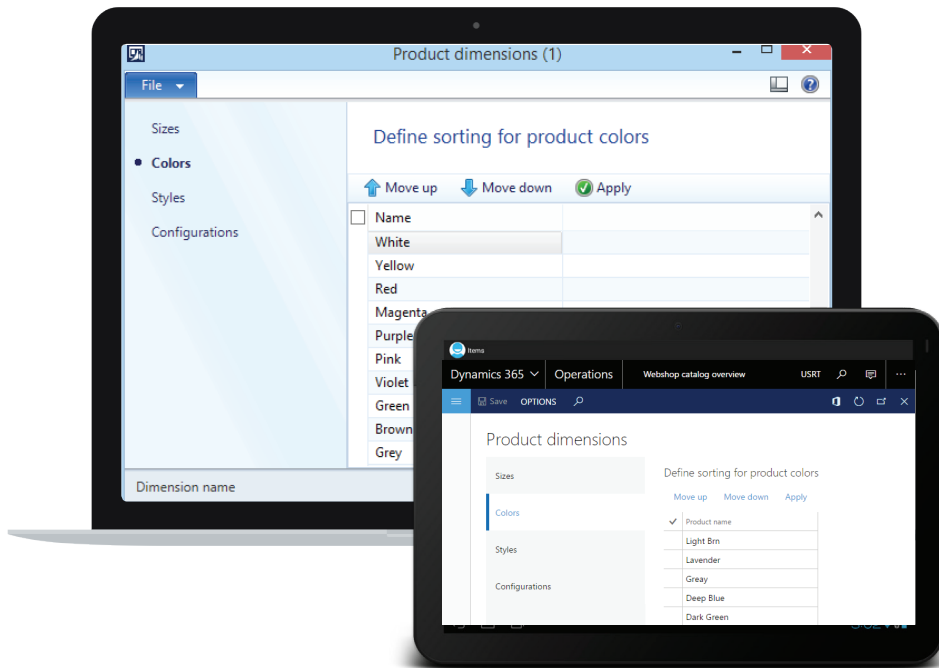 Product dimensions (1)
File
Sizes
Colors
Styles
Configurations
Define sorting for product colors
Move up Move down Apply
Name
White
Yellow
Red
Magenta
Purple
Pink
Violet
Green
Brown
Grey
Dimension name
Items
Dynamics 365 Operations Webshop catalog overview USRT
Save OPTIONS
Product dimensions
Sizes
Colors
Styles
Configurations
Define sorting for product colors
Move up Move down Apply
Product name
Light Brn
Lavender
Greay
Deep Blue
Dark Green